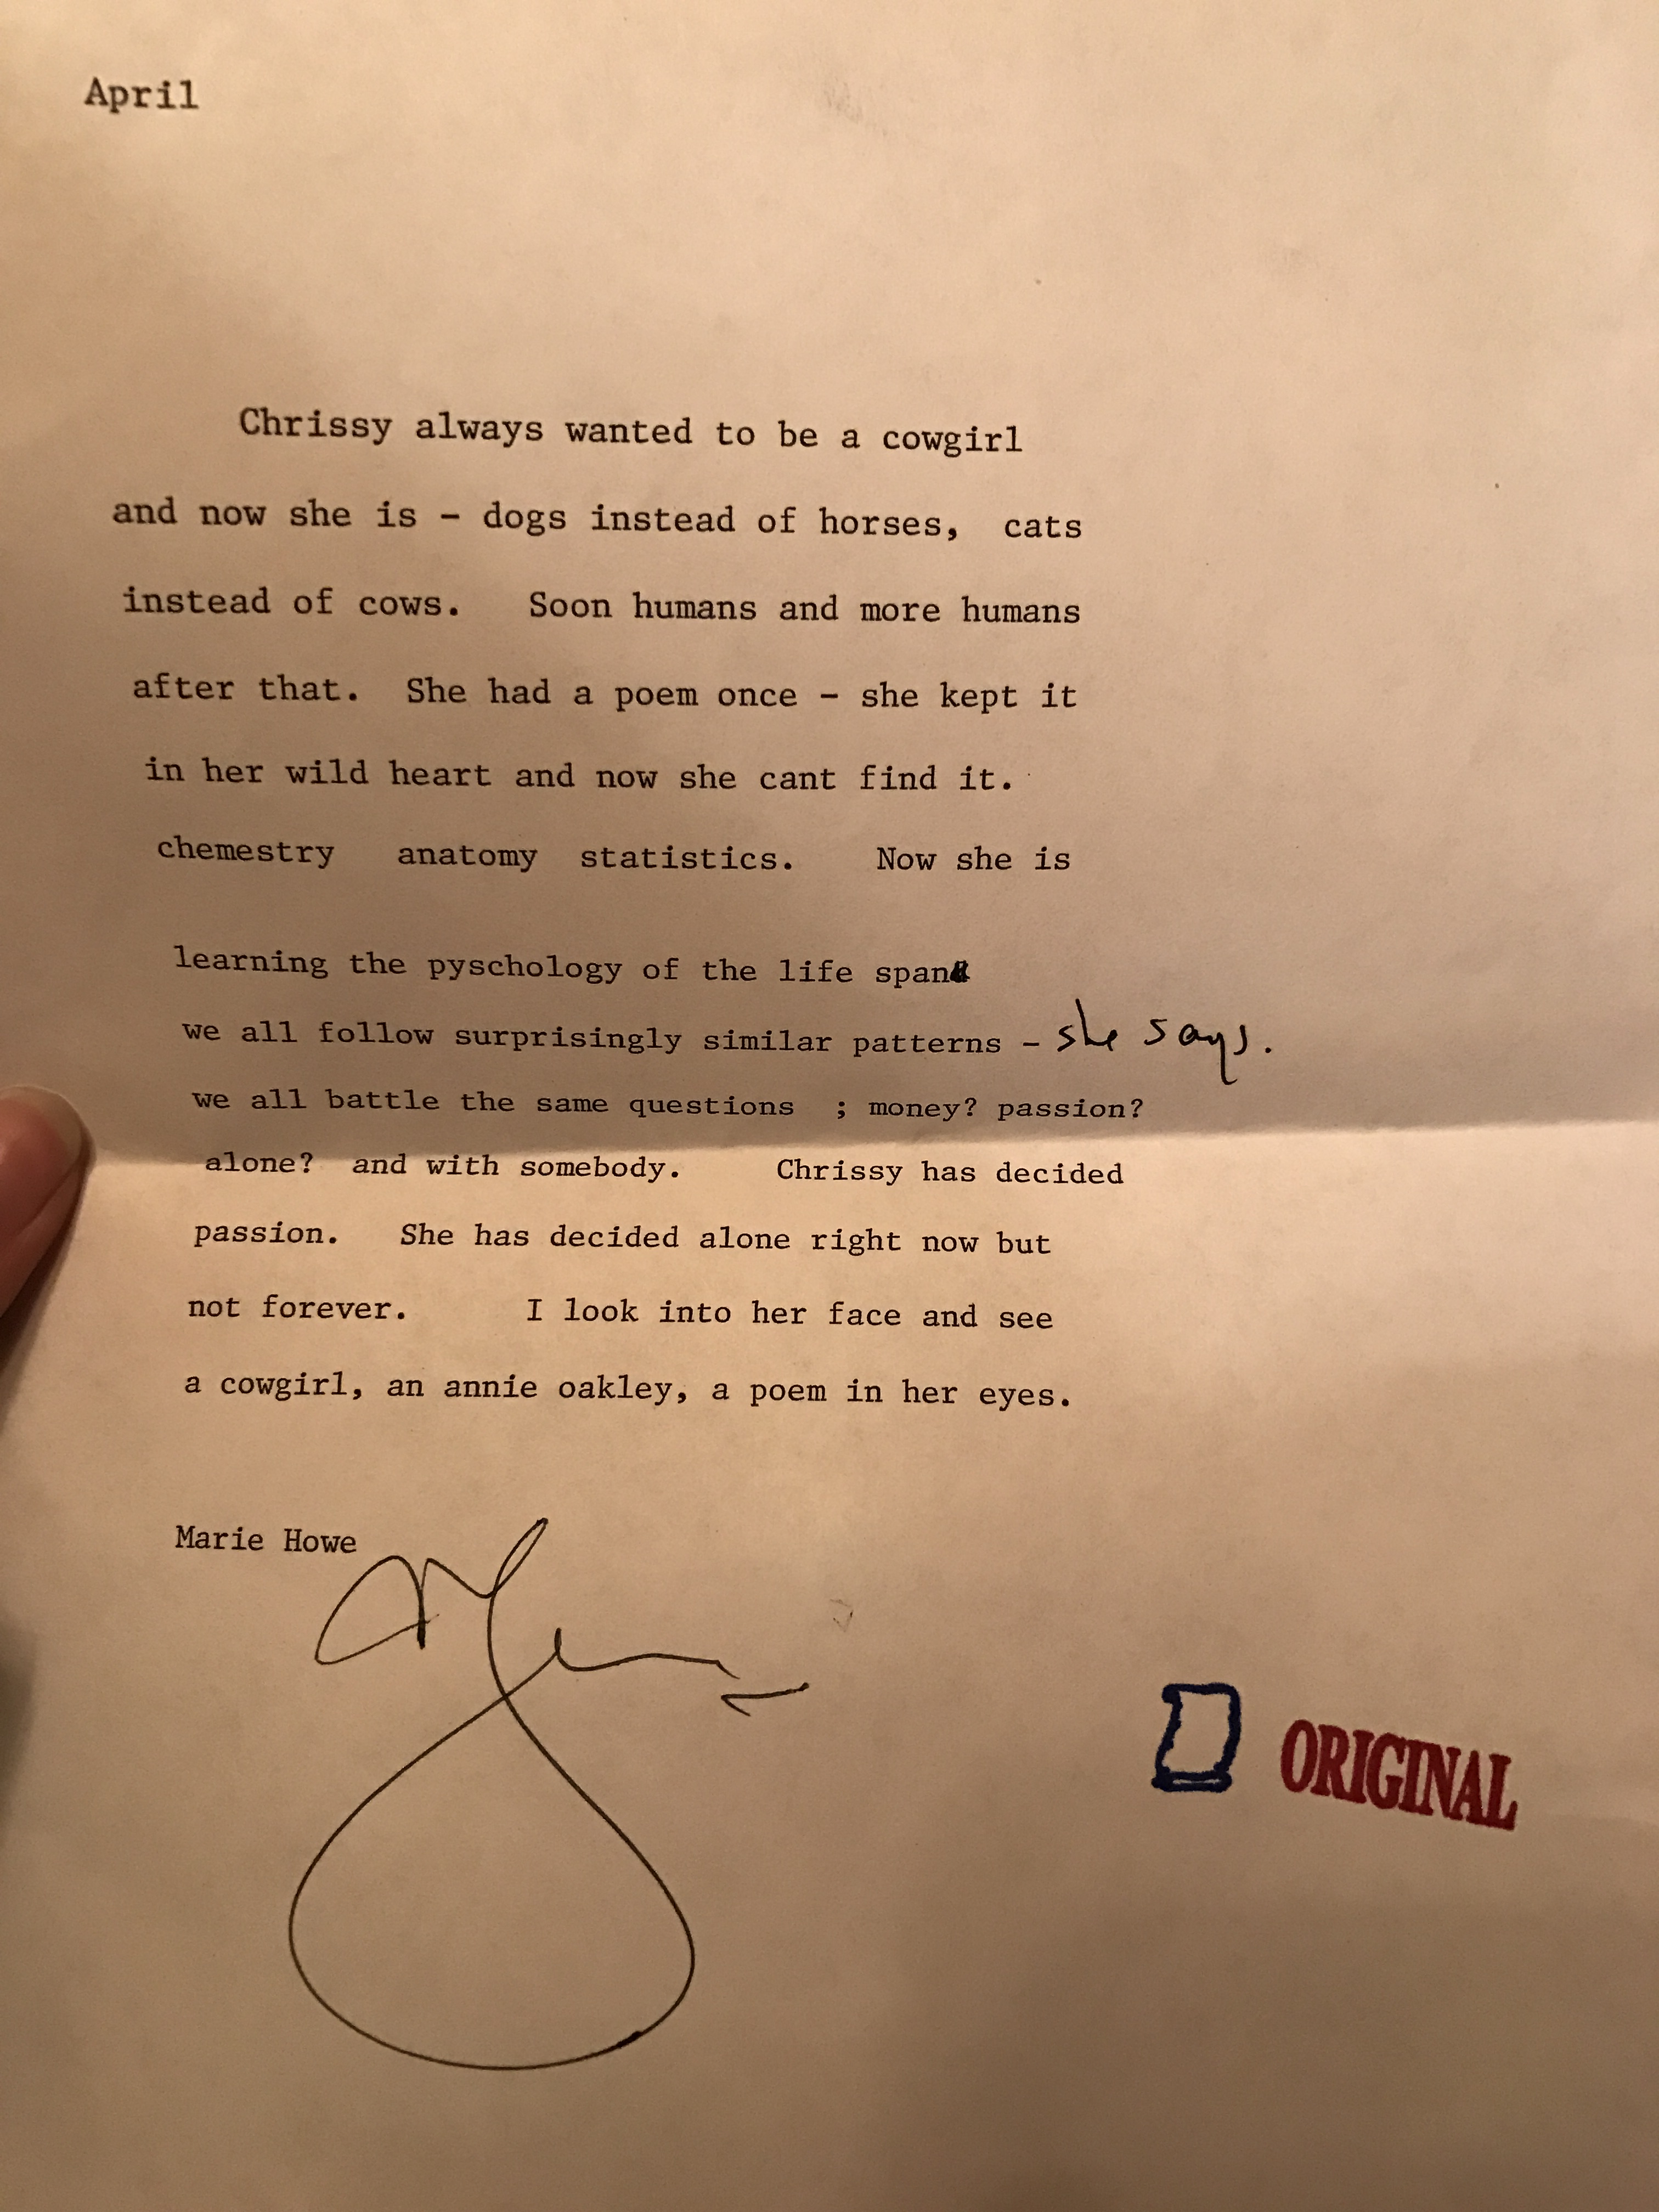 April
Chrissy always wanted to be a cowgirl
and now she is - dogs instead of horses, cats
instead of cows. Soon humans and more humans
after that. She had a poem once - she kept it
in her wild heart and now she cant find it.
chemestry anatomy statistics. Now she is
learning the pyschology of the life span
we all follow surprisingly similar patterns - she says.
we all battle the same questions ; money? passion?
alone? and with somebody. Chrissy has decided
passion. She has decided alone right now but
not forever. I look into her face and see
a cowgirl, an annie oakley, a poem in her eyes.
Marie Howe
ORIGINAL